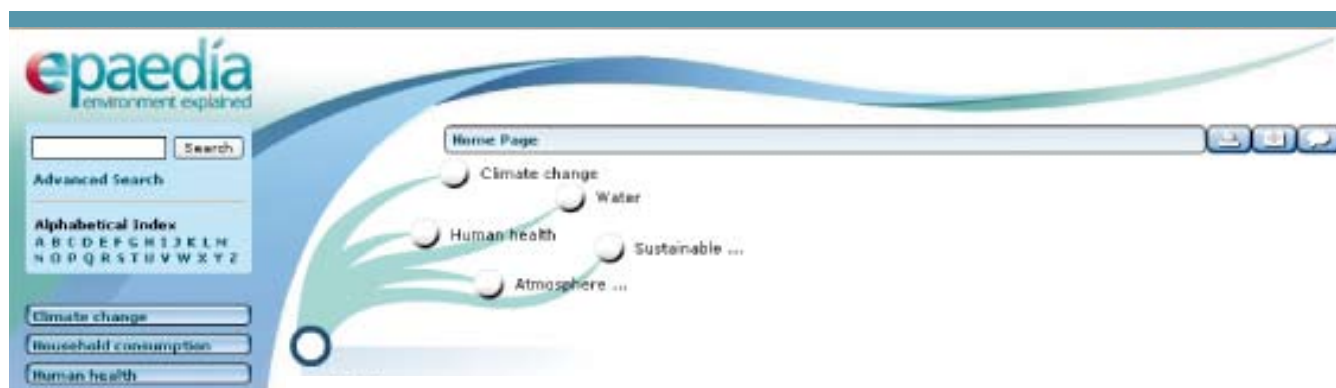 epaedía
environment explained
Search
Advanced Search
Alphabetical Index
A B C D E F G H I J K L M
N O P Q R S T U V W X Y Z
Climate change
Household consumption
Human health
Home Page
Climate change
Water
Human health
Sustainable ...
Atmosphere ...